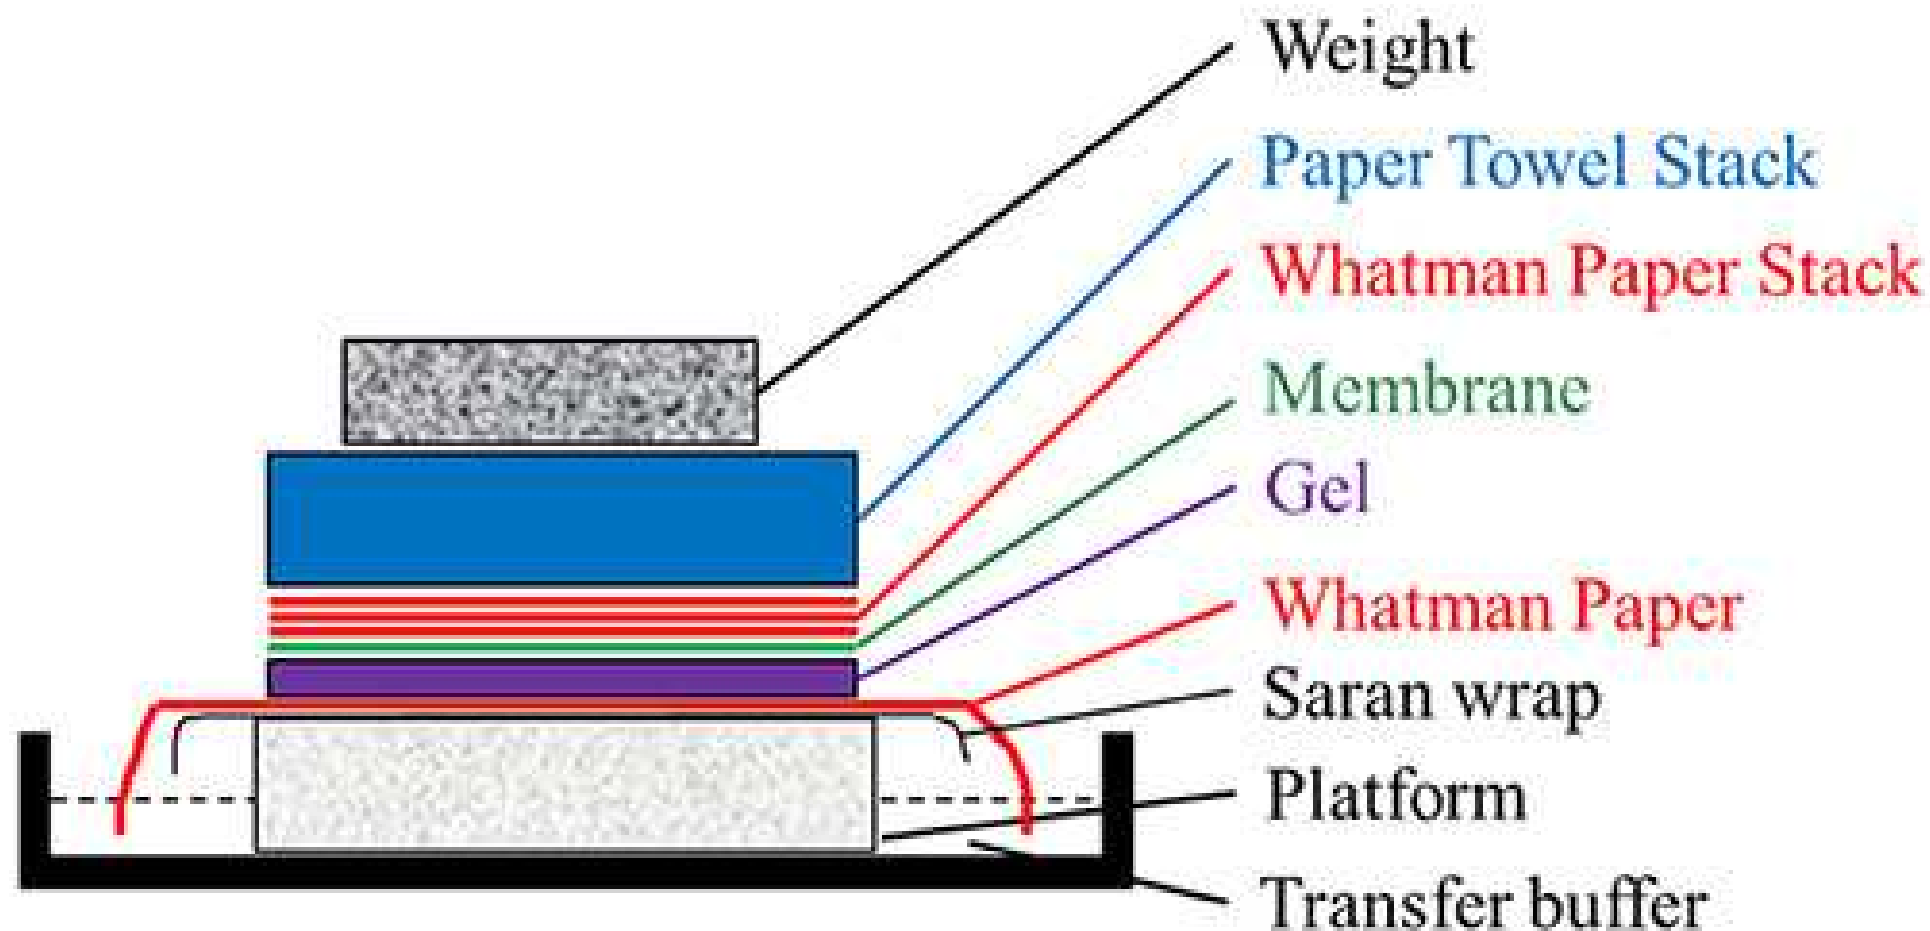 Weight
Paper Towel Stack
Whatman Paper Stack
Membrane
Gel
Whatman Paper
Saran wrap
Platform
Transfer buffer